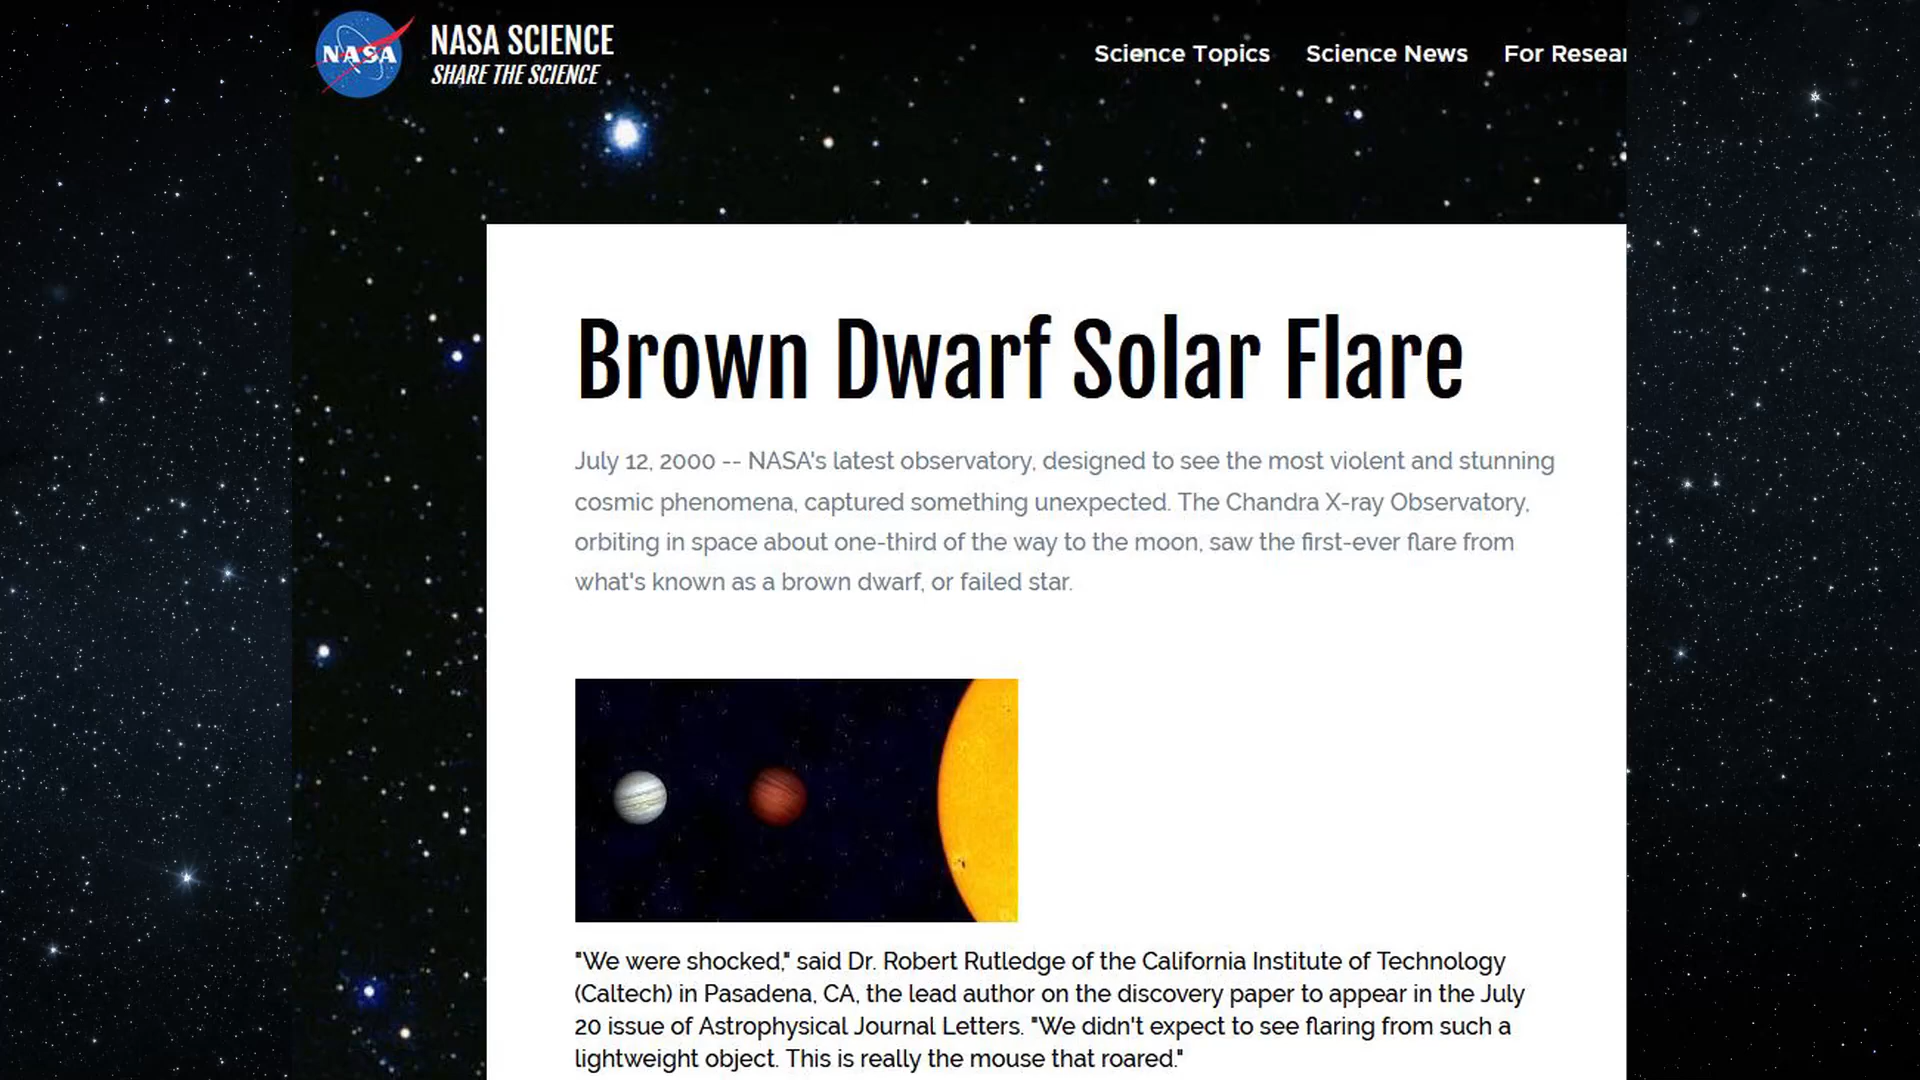 NASA
NASA SCIENCE
SHARE THE SCIENCE
Science Topics Science News For Resear
Brown Dwarf Solar Flare
July 12, 2000 -- NASA's latest observatory, designed to see the most violent and stunning
cosmic phenomena, captured something unexpected. The Chandra X-ray Observatory,
orbiting in space about one-third of the way to the moon, saw the first-ever flare from
what's known as a brown dwarf, or failed star.
"We were shocked," said Dr. Robert Rutledge of the California Institute of Technology
(Caltech) in Pasadena, CA, the lead author on the discovery paper to appear in the July
20 issue of Astrophysical Journal Letters. "We didn't expect to see flaring from such a
lightweight object. This is really the mouse that roared."